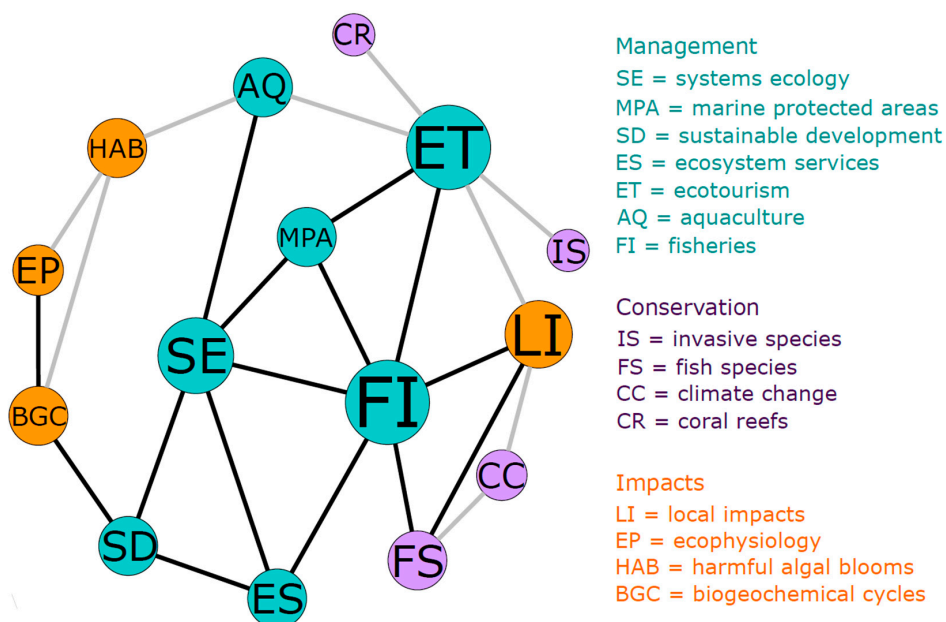 CR
AQ
ET
HAB
MPA
IS
EP
LI
SE
FI
BGC
CC
SD
FS
ES
Management
SE = systems ecology
MPA = marine protected areas
SD = sustainable development
ES = ecosystem services
ET = ecotourism
AQ = aquaculture
FI = fisheries
Conservation
IS = invasive species
FS = fish species
CC = climate change
CR = coral reefs
Impacts
LI = local impacts
EP = ecophysiology
HAB = harmful algal blooms
BGC = biogeochemical cycles